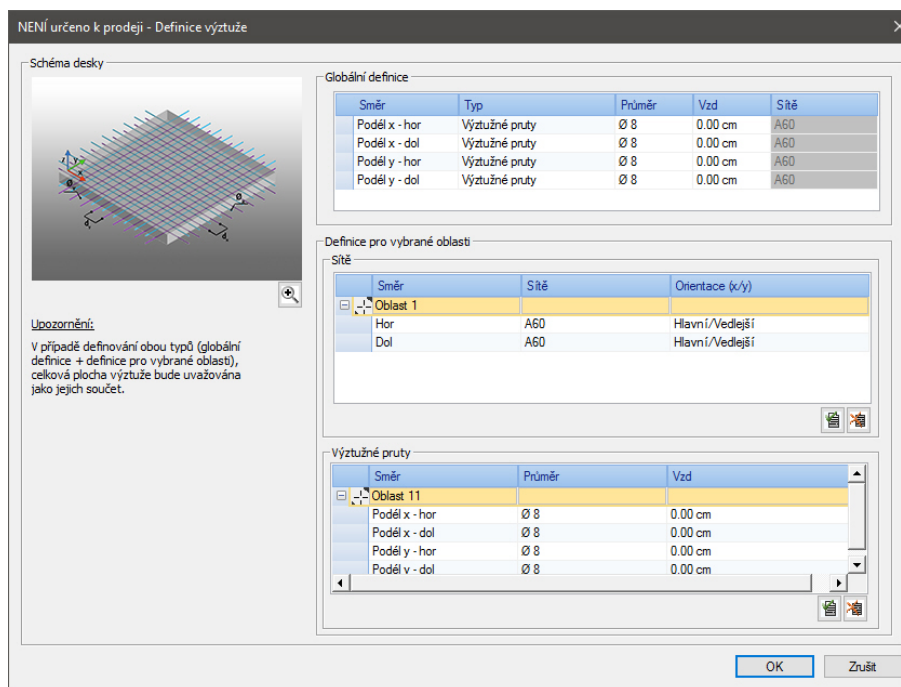 NENÍ určeno k prodeji - Definice výztuže
Schéma desky
Upozornění:
V případě definování obou typů (globální
definice + definice pro vybrané oblasti),
celková plocha výztuže bude uvažována
jako jejich součet.
Globální definice
Směr Typ Průměr Vzd Sítě
Podél x - hor Výztužné pruty Ø 8 0.00 cm A60
Podél x - dol Výztužné pruty Ø 8 0.00 cm A60
Podél y - hor Výztužné pruty Ø 8 0.00 cm A60
Podél y - dol Výztužné pruty Ø 8 0.00 cm A60
Definice pro vybrané oblasti
Sítě
Směr Sítě Orientace (x/y)
Oblast 1
Hor A60 Hlavní/Vedlejší
Dol A60 Hlavní/Vedlejší
Výztužné pruty
Směr Průměr Vzd
Oblast 11
Podél x - hor Ø 8 0.00 cm
Podél x - dol Ø 8 0.00 cm
Podél y - hor Ø 8 0.00 cm
Podél y - dol Ø 8 0.00 cm
OK Zrušit